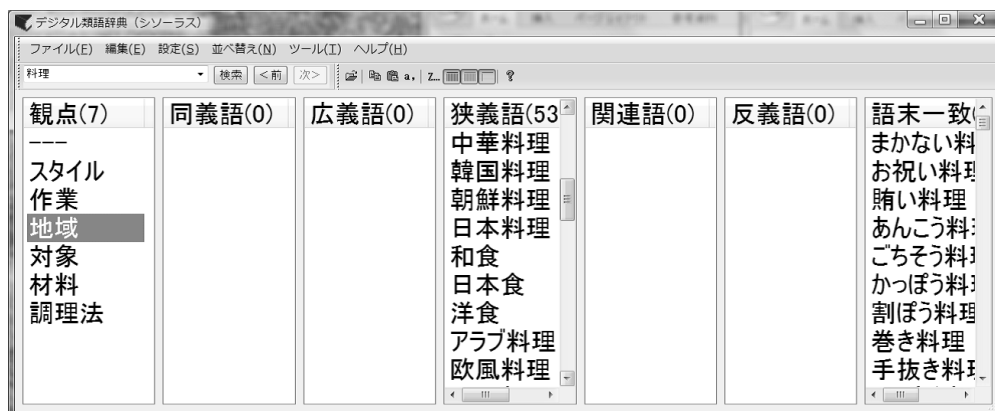 デジタル類語辞典（シソーラス）
ファイル(F) 編集(E) 設定(S) 並べ替え(N) ツール(T) ヘルプ(H)
料理 検索 <前 次> a, Z... ?
観点(7) 同義語(0) 広義語(0) 狭義語(53 関連語(0) 反義語(0) 語末一致(
---
スタイル
作業
地域
対象
材料
調理法
中華料理
韓国料理
朝鮮料理
日本料理
和食
日本食
洋食
アラブ料理
欧風料理
まかない料
お祝い料理
賄い料理
あんこう料
ごちそう料
かっぽう料
割ぽう料理
巻き料理
手抜き料